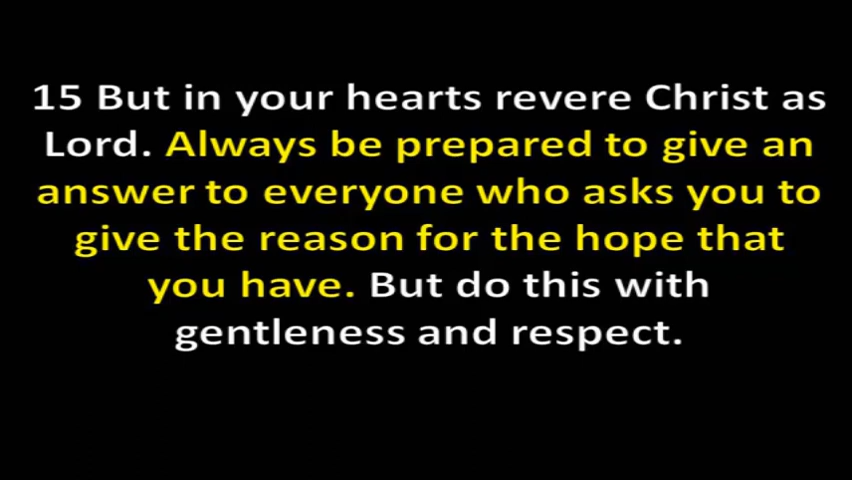 15 But in your hearts revere Christ as
Lord. Always be prepared to give an
answer to everyone who asks you to
give the reason for the hope that
you have. But do this with
gentleness and respect.